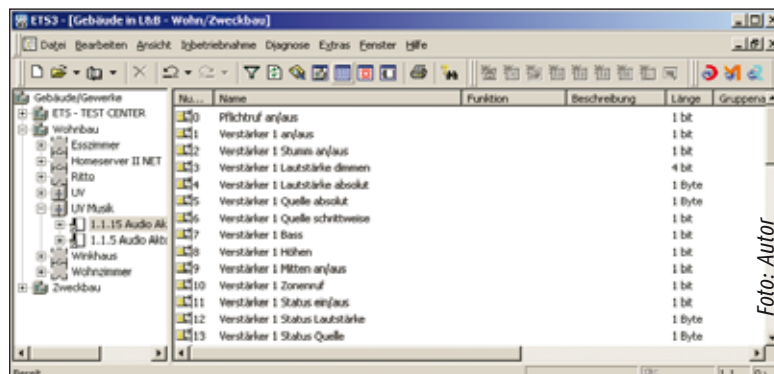 ETS3 - [Gebäude in L&B - Wohn/Zweckbau]
Datei Bearbeiten Ansicht Inbetriebnahme Diagnose Extras Fenster Hilfe
Gebäude/Gewerke
ETS - TEST CENTER
Wohnbau
Esszimmer
Homeserver II NET
Ritto
UV
UV Musik
1.1.15 Audio Ak
1.1.5 Audio Akto
Winkhaus
Wohnzimmer
Zweckbau
Nu... Name Funktion Beschreibung Länge Gruppena
0 Pflichtruf an/aus 1 bit
1 Verstärker 1 an/aus 1 bit
2 Verstärker 1 Stumm an/aus 1 bit
3 Verstärker 1 Lautstärke dimmen 4 bit
4 Verstärker 1 Lautstärke absolut 1 Byte
5 Verstärker 1 Quelle absolut 1 Byte
6 Verstärker 1 Quelle schrittweise 1 bit
7 Verstärker 1 Bass 1 bit
8 Verstärker 1 Höhen 1 bit
9 Verstärker 1 Mitten an/aus 1 bit
10 Verstärker 1 Zonenruf 1 bit
11 Verstärker 1 Status ein/aus 1 bit
12 Verstärker 1 Status Lautstärke 1 Byte
13 Verstärker 1 Status Quelle 1 Byte
Bereit
Foto: Autor